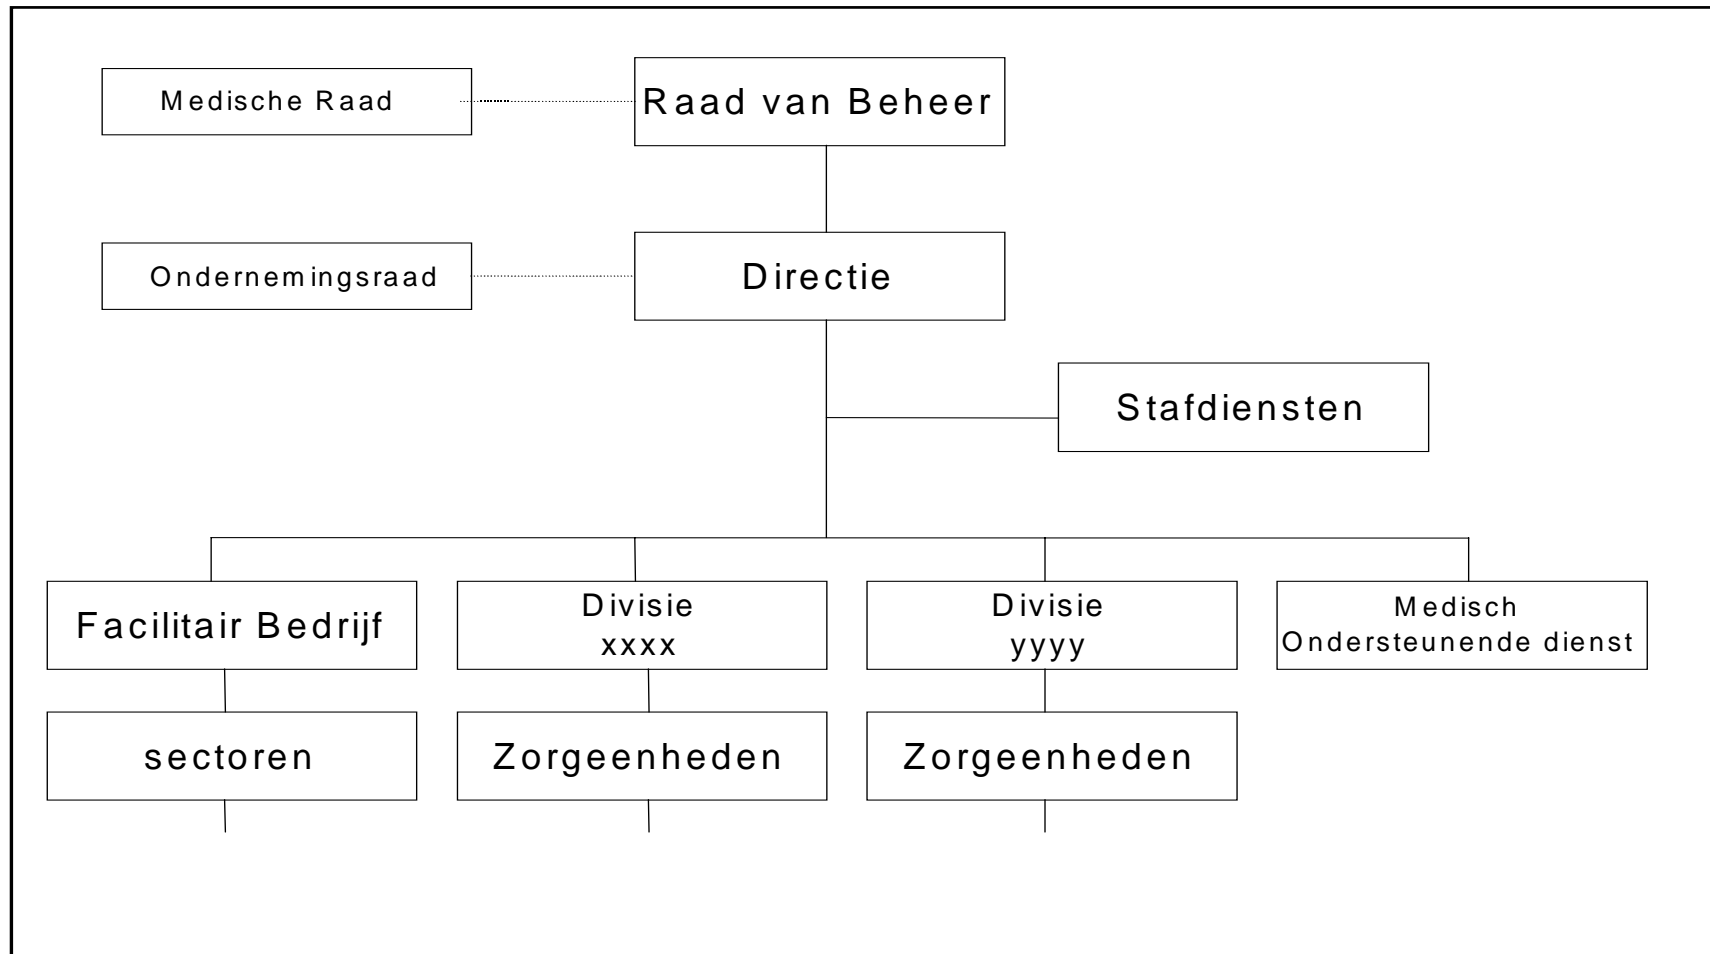 Medische Raad
Raad van Beheer
Ondernemingsraad
Directie
Stafdiensten
Facilitair Bedrijf
Divisie
xxxx
Divisie
yyyy
Medisch
Ondersteunende dienst
sectoren
Zorgeenheden
Zorgeenheden